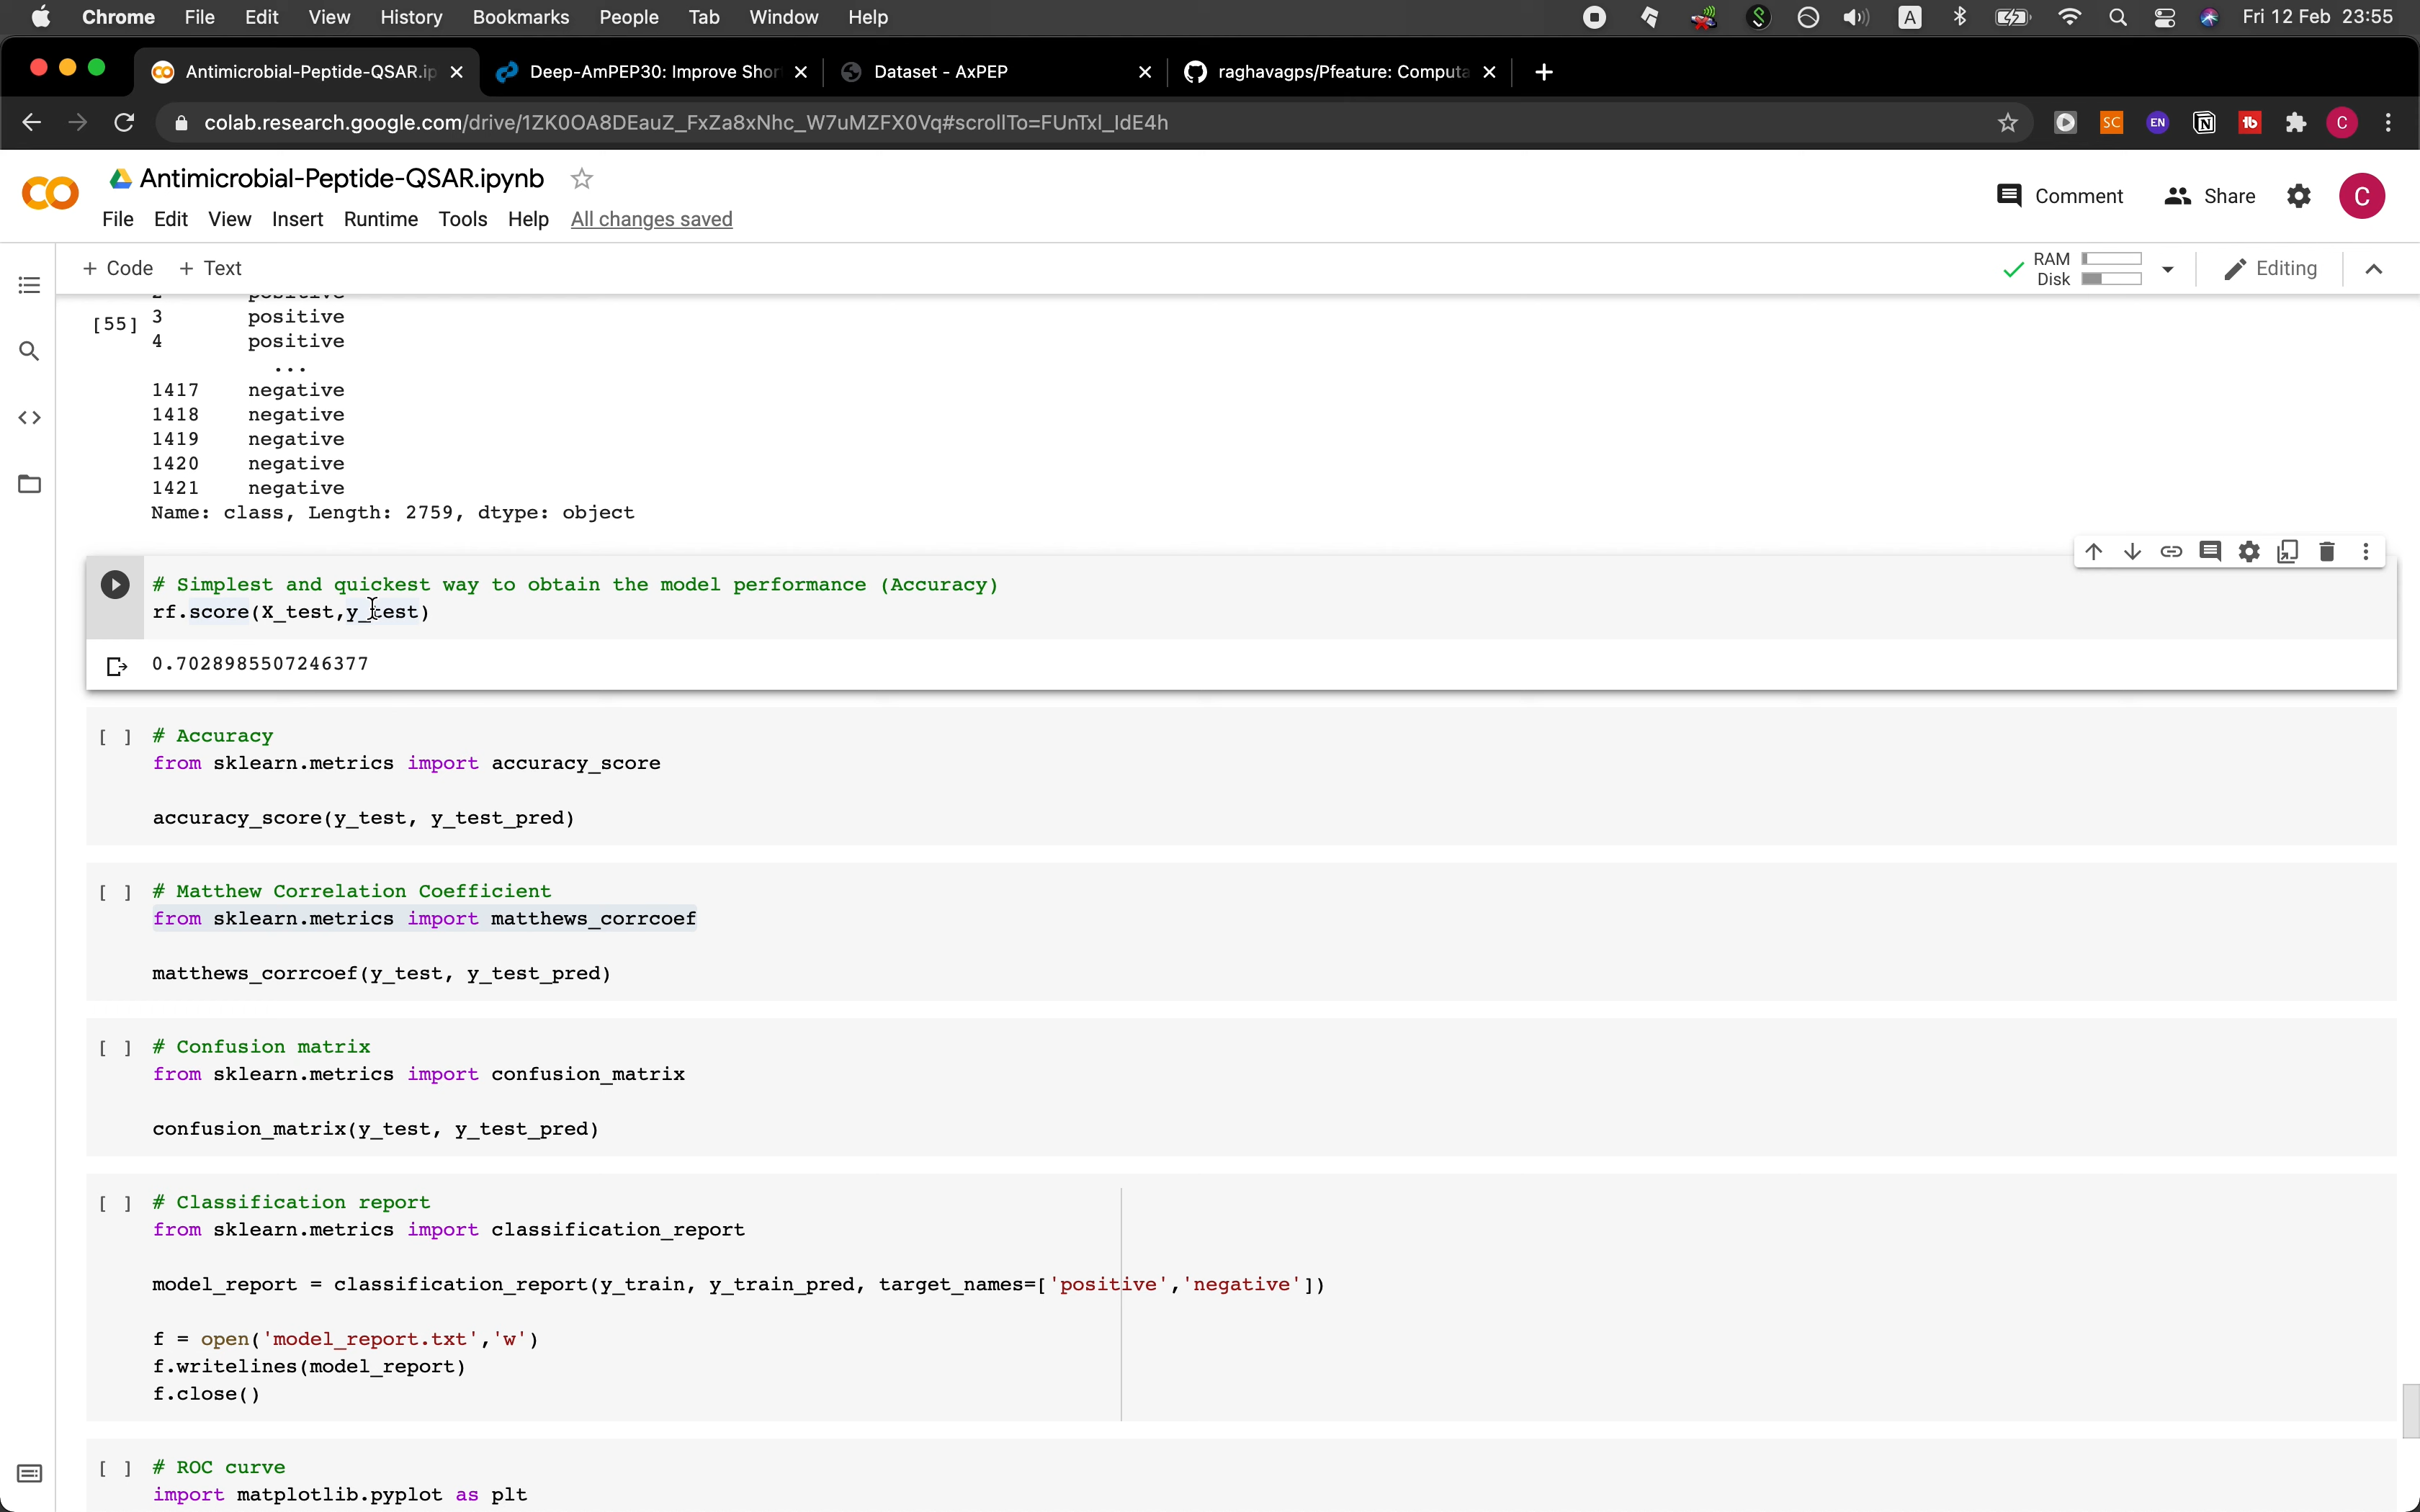 Chrome File Edit View History Bookmarks People Tab Window Help A Fri 12 Feb 23:55
Antimicrobial-Peptide-QSAR.ip Deep-AmPEP30: Improve Shor Dataset - AxPEP raghavagps/Pfeature: Computa
colab.research.google.com/drive/1ZK0OA8DEauZ_FxZa8xNhc_W7uMZFX0Vq#scrollTo=FUnTxl_IdE4h SC EN C
Antimicrobial-Peptide-QSAR.ipynb
Comment Share C
File Edit View Insert Runtime Tools Help All changes saved
+ Code + Text RAM Disk Editing
2 positive
[55] 3 positive
4 positive
...
1417 negative
1418 negative
1419 negative
1420 negative
1421 negative
Name: class, Length: 2759, dtype: object
# Simplest and quickest way to obtain the model performance (Accuracy)
rf.score(X_test,y_test)
0.7028985507246377
[ ] # Accuracy
from sklearn.metrics import accuracy_score
accuracy_score(y_test, y_test_pred)
[ ] # Matthew Correlation Coefficient
from sklearn.metrics import matthews_corrcoef
matthews_corrcoef(y_test, y_test_pred)
[ ] # Confusion matrix
from sklearn.metrics import confusion_matrix
confusion_matrix(y_test, y_test_pred)
[ ] # Classification report
from sklearn.metrics import classification_report
model_report = classification_report(y_train, y_train_pred, target_names=['positive','negative'])
f = open('model_report.txt','w')
f.writelines(model_report)
f.close()
[ ] # ROC curve
import matplotlib.pyplot as plt